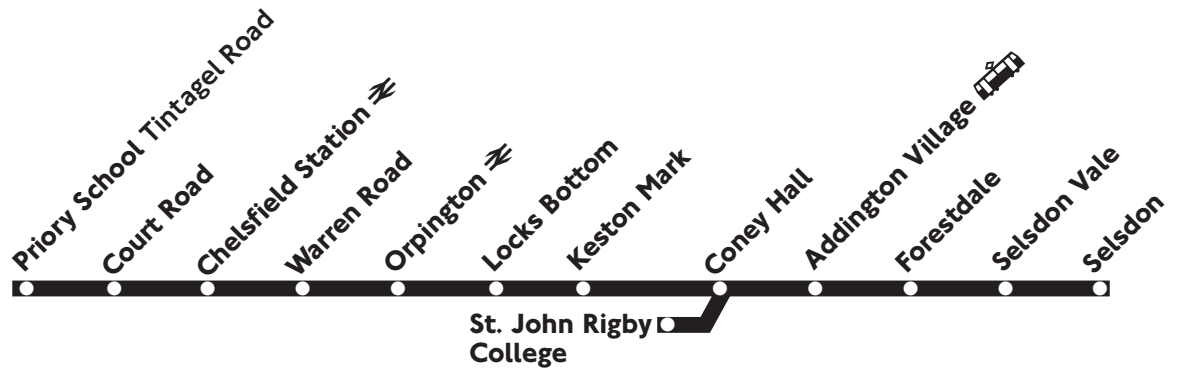 Priory School Tintagel Road
Court Road
Chelsfield Station
Warren Road
Orpington
Locks Bottom
Keston Mark
Coney Hall
Addington Village
Forestdale
Selsdon Vale
Selsdon
St. John Rigby
College